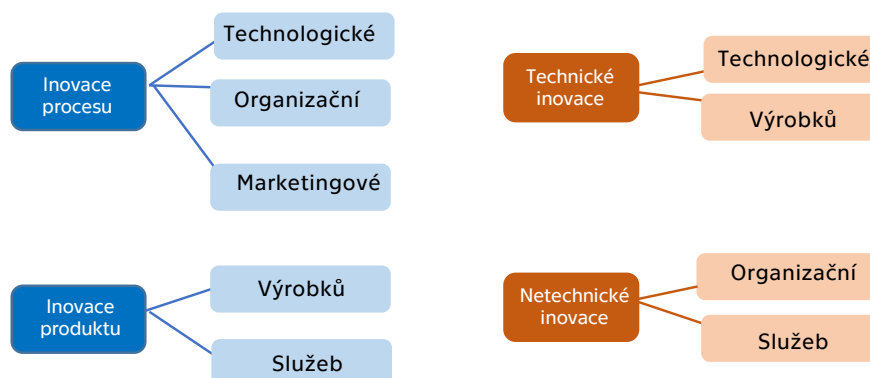 Inovace
procesu
Technologické
Organizační
Marketingové
Inovace
produktu
Výrobků
Služeb
Technické
inovace
Technologické
Výrobků
Netechnické
inovace
Organizační
Služeb